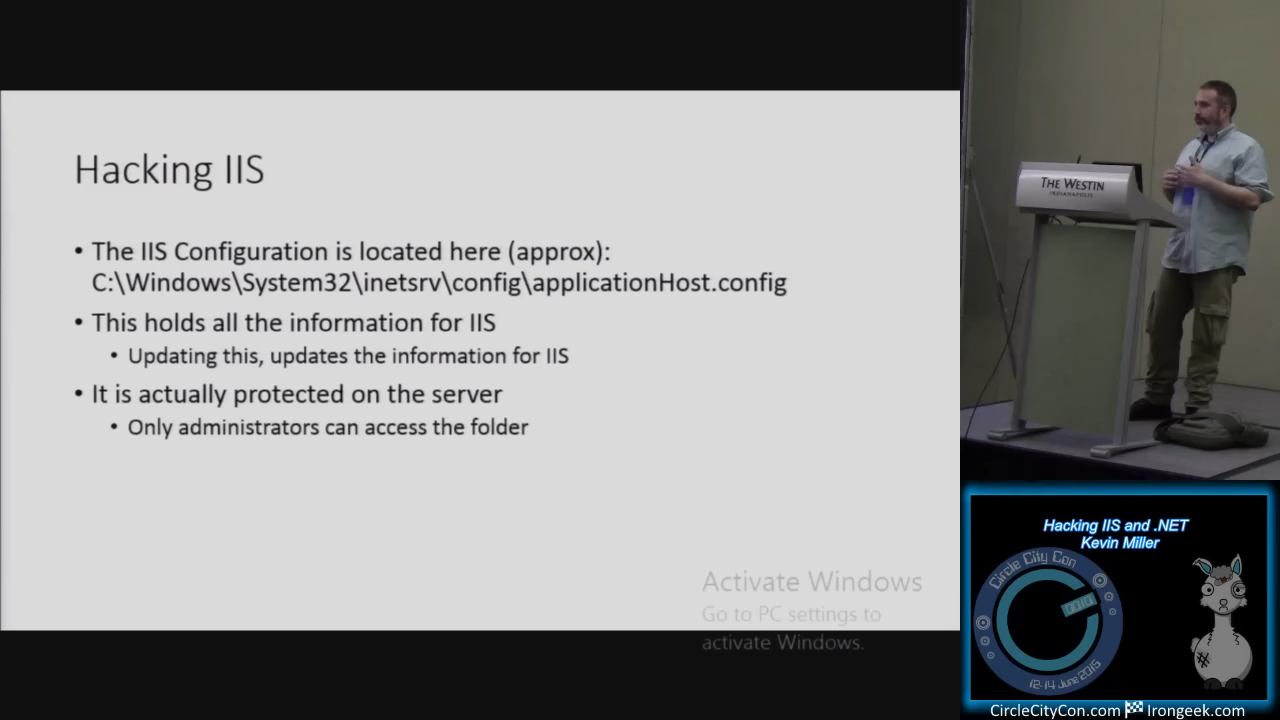 Hacking IIS
• The IIS Configuration is located here (approx):
C:\Windows\System32\inetsrv\config\applicationHost.config
• This holds all the information for IIS
• Updating this, updates the information for IIS
• It is actually protected on the server
• Only administrators can access the folder
Activate Windows
Go to PC settings to
activate Windows.
THE WESTIN
INDIANAPOLIS
Hacking IIS and .NET
Kevin Miller
Circle City Con
12-14 June 2015
CircleCityCon.com Irongeek.com